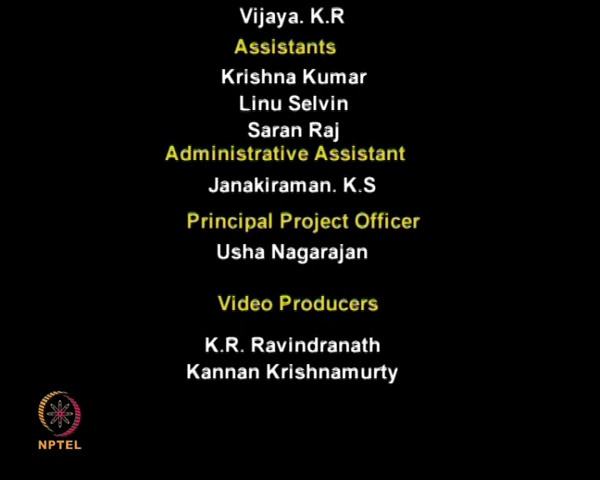 Vijaya. K.R
Assistants
Krishna Kumar
Linu Selvin
Saran Raj
Administrative Assistant
Janakiraman. K.S
Principal Project Officer
Usha Nagarajan
Video Producers
K.R. Ravindranath
Kannan Krishnamurty
NPTEL